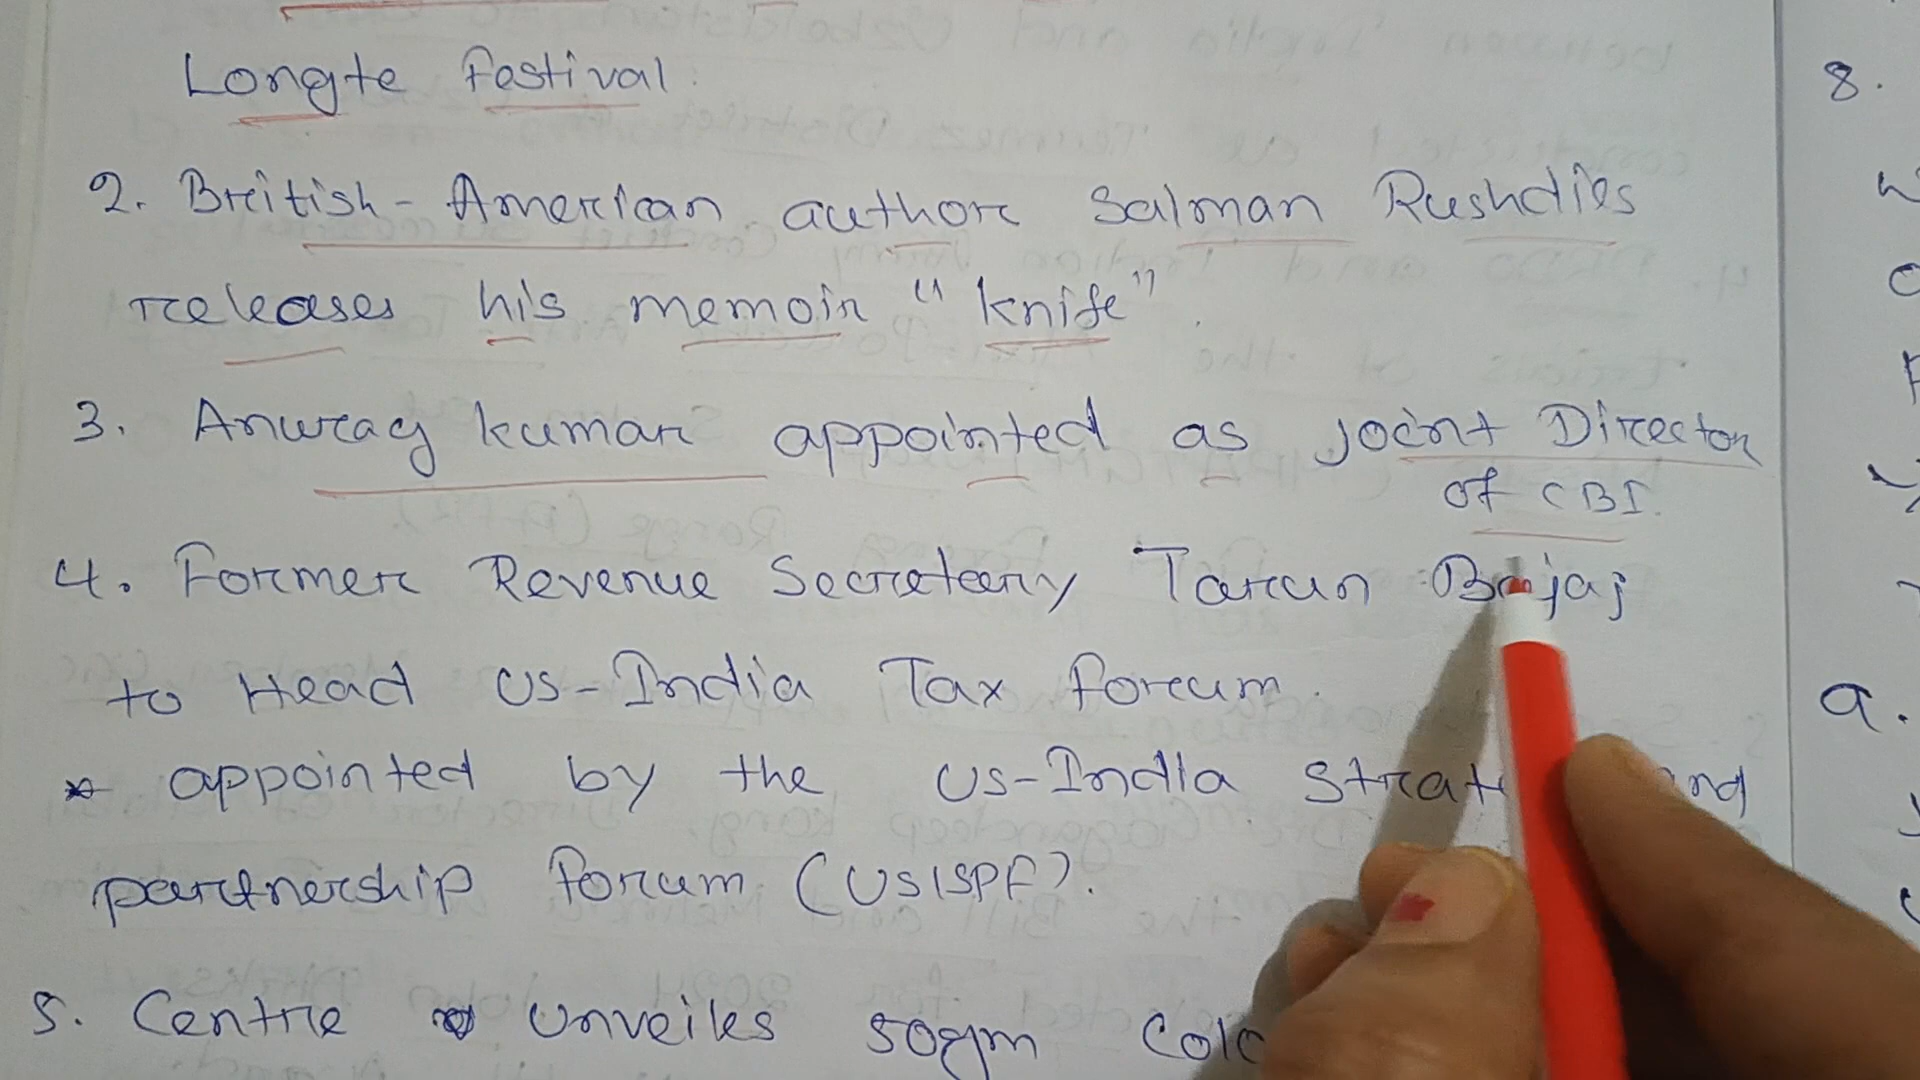 Longte festival.
2. British-American author Salman Rushdies
releases his memoir "knife".
3. Anurag kumar appointed as joint Director
of CBI.
4. Former Revenue Secretary Tarun Bajaj
to Head US-India Tax forum.
* appointed by the US-India and
partnership forum (USISPF).
5. Centre unveiles 50gm
8.
9.